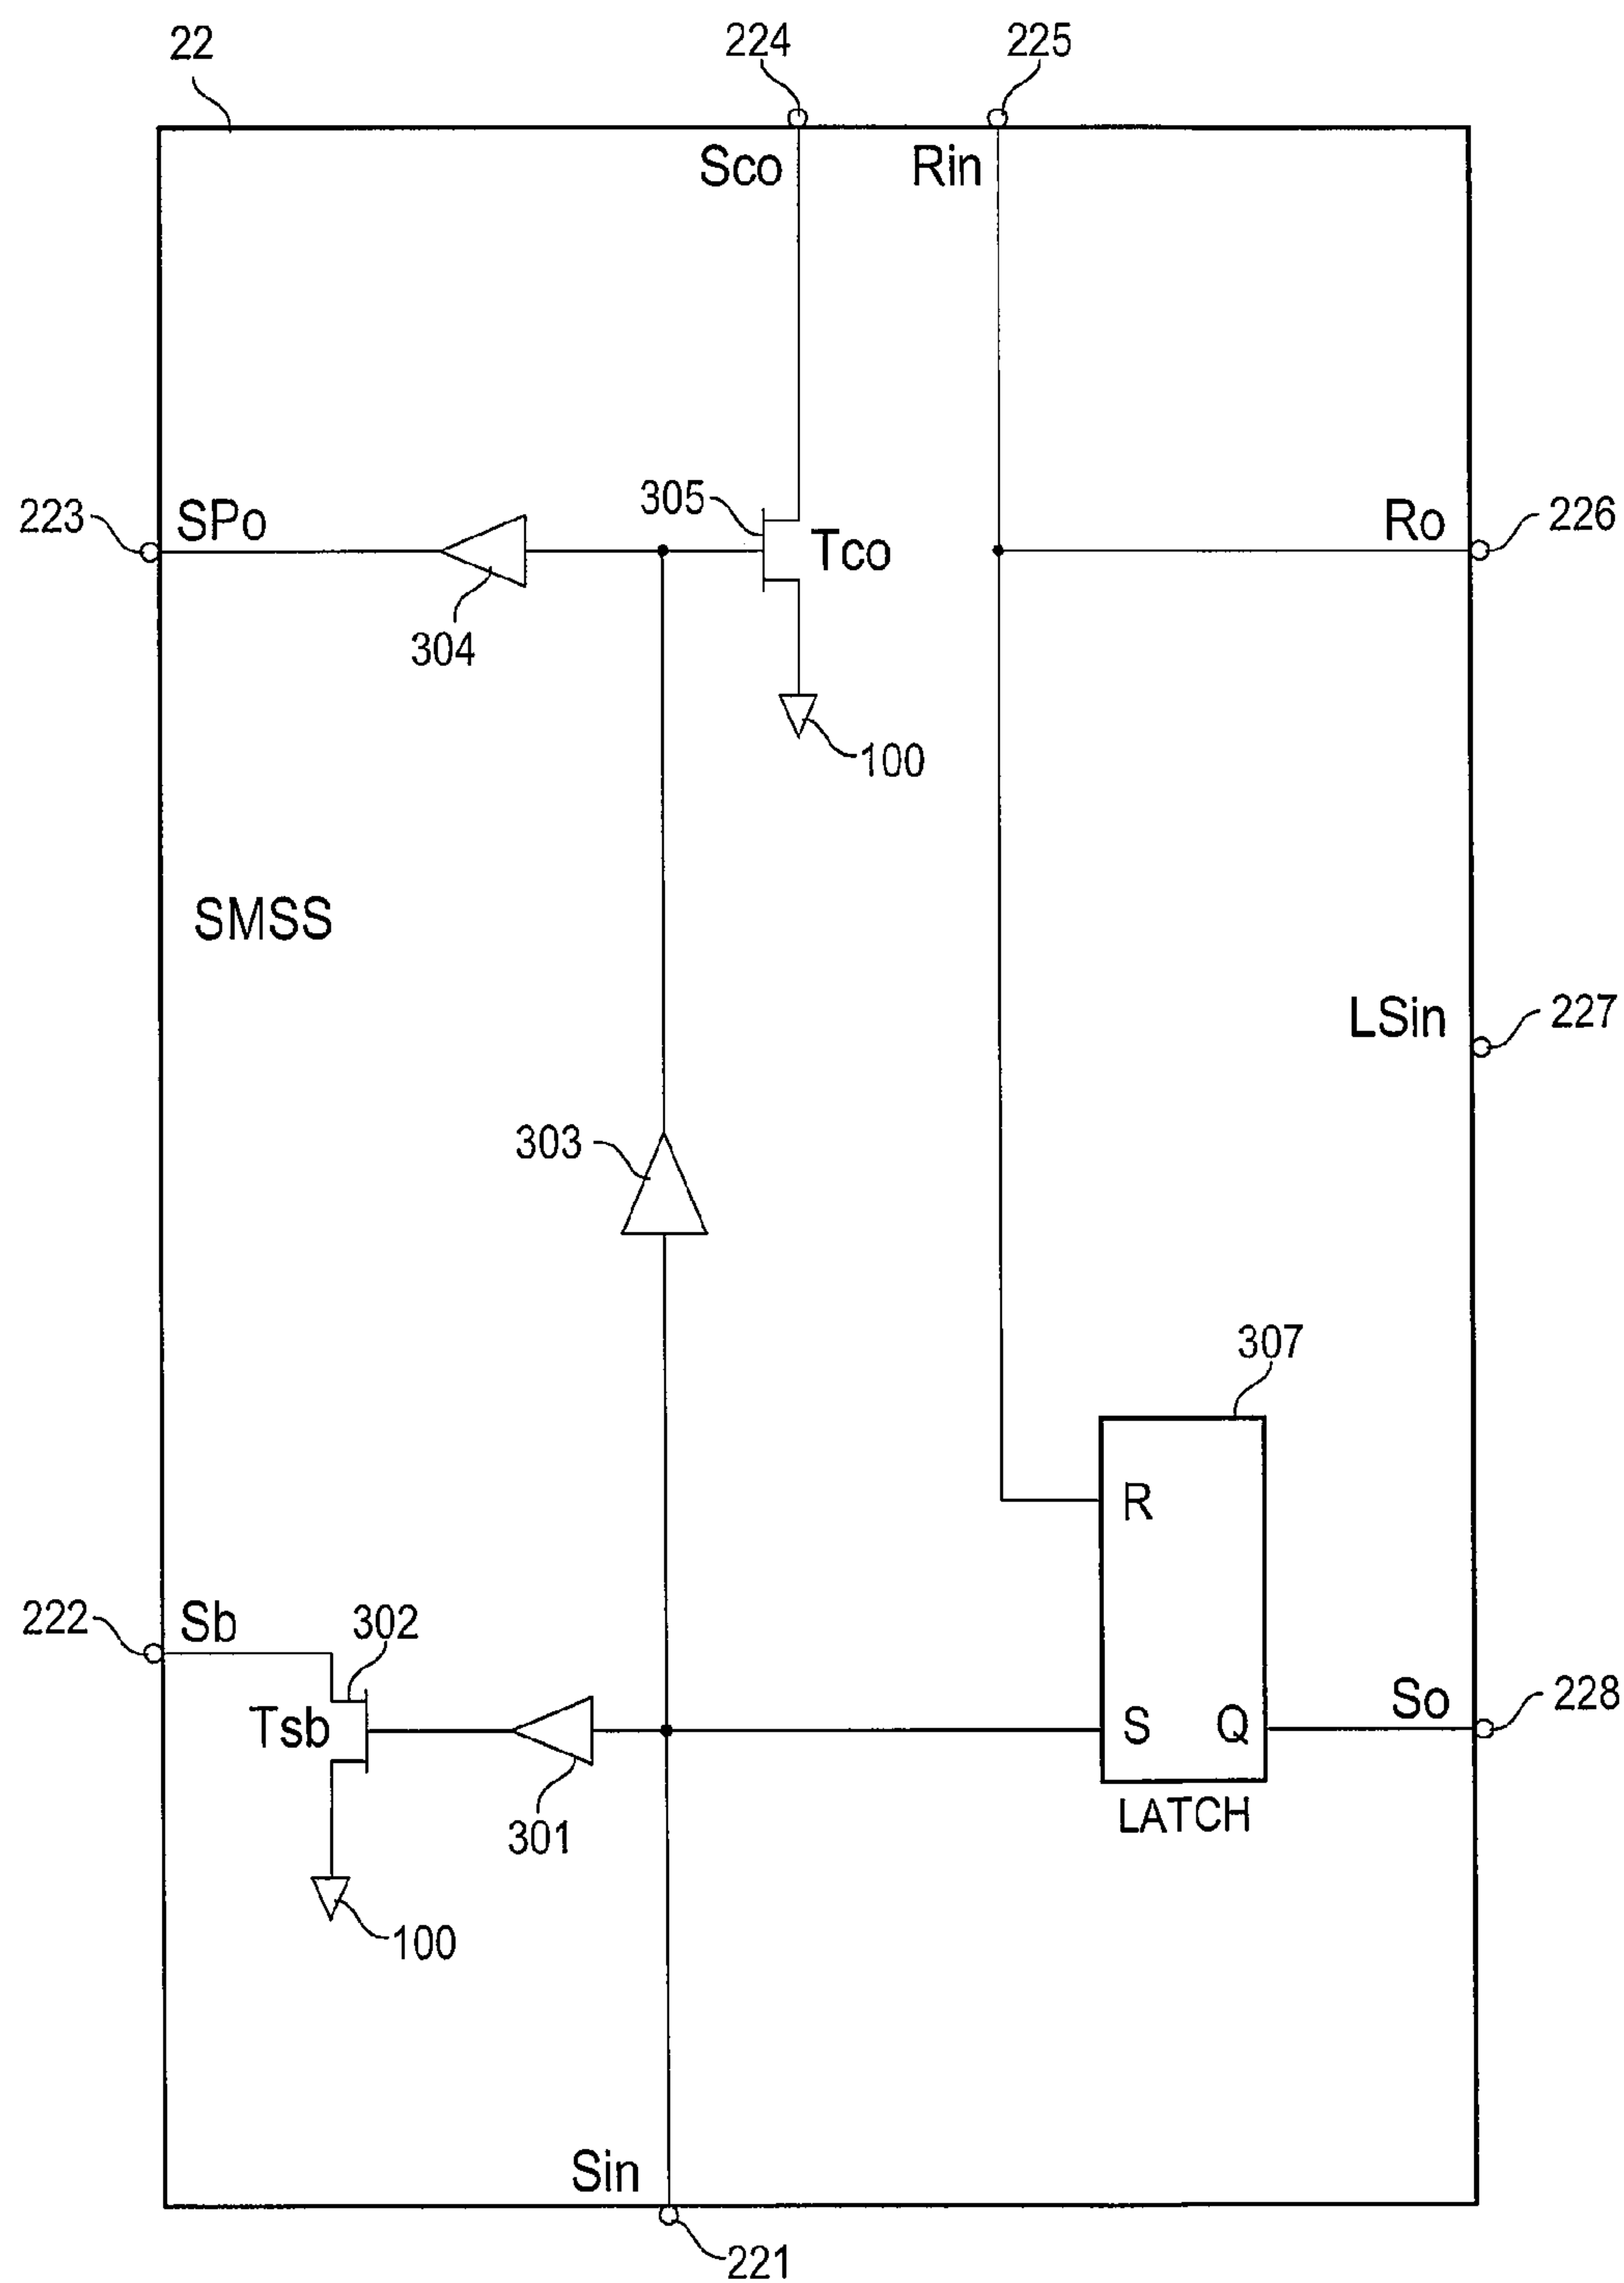 22
224
225
Sco
Rin
223
SPo
305
Tco
Ro
226
304
100
SMSS
LSin
227
303
307
R
222
Sb
302
Tsb
S
Q
So
228
301
LATCH
100
Sin
221